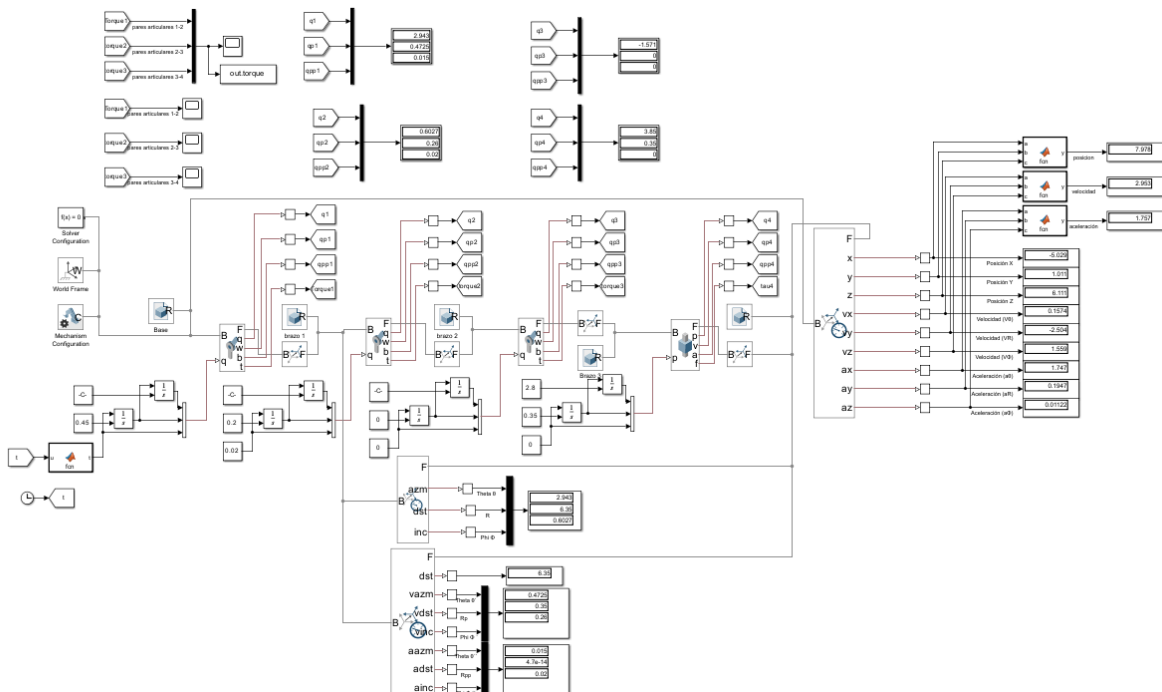 pares articulares 1-2
pares articulares 2-3
pares articulares 3-4
out.torque
q1
qp1
qpp1
2.943
0.4725
0.015
q3
qp3
qpp3
-1.571
0
0
pares articulares 1-2
pares articulares 2-3
pares articulares 3-4
q2
qp2
qpp2
0.6027
0.26
0.02
q4
qp4
qpp4
3.85
0.35
0
a
b
c
fcn
y
posicion
7.978
a
b
c
fcn
y
velocidad
2.953
a
b
c
fcn
y
aceleración
1.757
f(x) = 0
Solver
Configuration
W
World Frame
C
Mechanism
Configuration
R
Base
q1
qp1
qpp1
torque1
q2
qp2
qpp2
torque2
q3
qp3
qpp3
torque3
q4
qp4
qpp4
tau4
B
q
F
q
w
b
t
R
brazo 1
B
F
B
q
F
q
w
b
t
R
brazo 2
B
F
B
q
F
q
w
b
t
B
F
R
Brazo 3
B
p
F
p
v
a
f
R
B
F
B
F
x
y
z
vx
vy
vz
ax
ay
az
Posición X
-5.029
Posición Y
1.011
Posición Z
6.111
Velocidad (Vθ)
0.1574
Velocidad (VR)
-2.504
Velocidad (VΦ)
1.559
Aceleración (aθ)
1.747
Aceleración (aR)
0.1947
Aceleración (aΦ)
0.01122
-C-
1
s
0.45
1
s
-C-
1
s
0.2
1
s
0.02
-C-
1
s
0
1
s
0
2.8
1
s
0.35
1
s
0
t
u
fcn
t
t
B
F
azm
dst
inc
Theta θ
R
Phi Φ
2.943
6.35
0.6027
B
F
dst
vazm
vdst
vinc
aazm
adst
ainc
6.35
Theta θ'
Rp
Phi Φ'
0.4725
0.35
0.26
Theta θ''
Rpp
0.015
4.7e-14
0.02